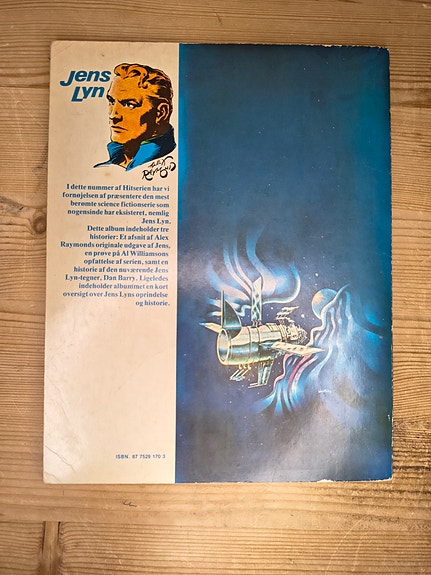 Jens
Lyn
Alex
Raymond
I dette nummer af Hitserien har vi
fornøjelsen af præsentere den mest
berømte science fictionserie som
nogensinde har eksisteret, nemlig
Jens Lyn.
Dette album indeholder tre
historier: Et afsnit af Alex
Raymonds originale udgave af Jens,
en prøve på Al Williamsons
opfattelse af serien, samt en
historie af den nuværende Jens
Lyn-tegner, Dan Barry. Ligeledes
indeholder albummet en kort
oversigt over Jens Lyns oprindelse
og historie.
ISBN 87 7529 170 3